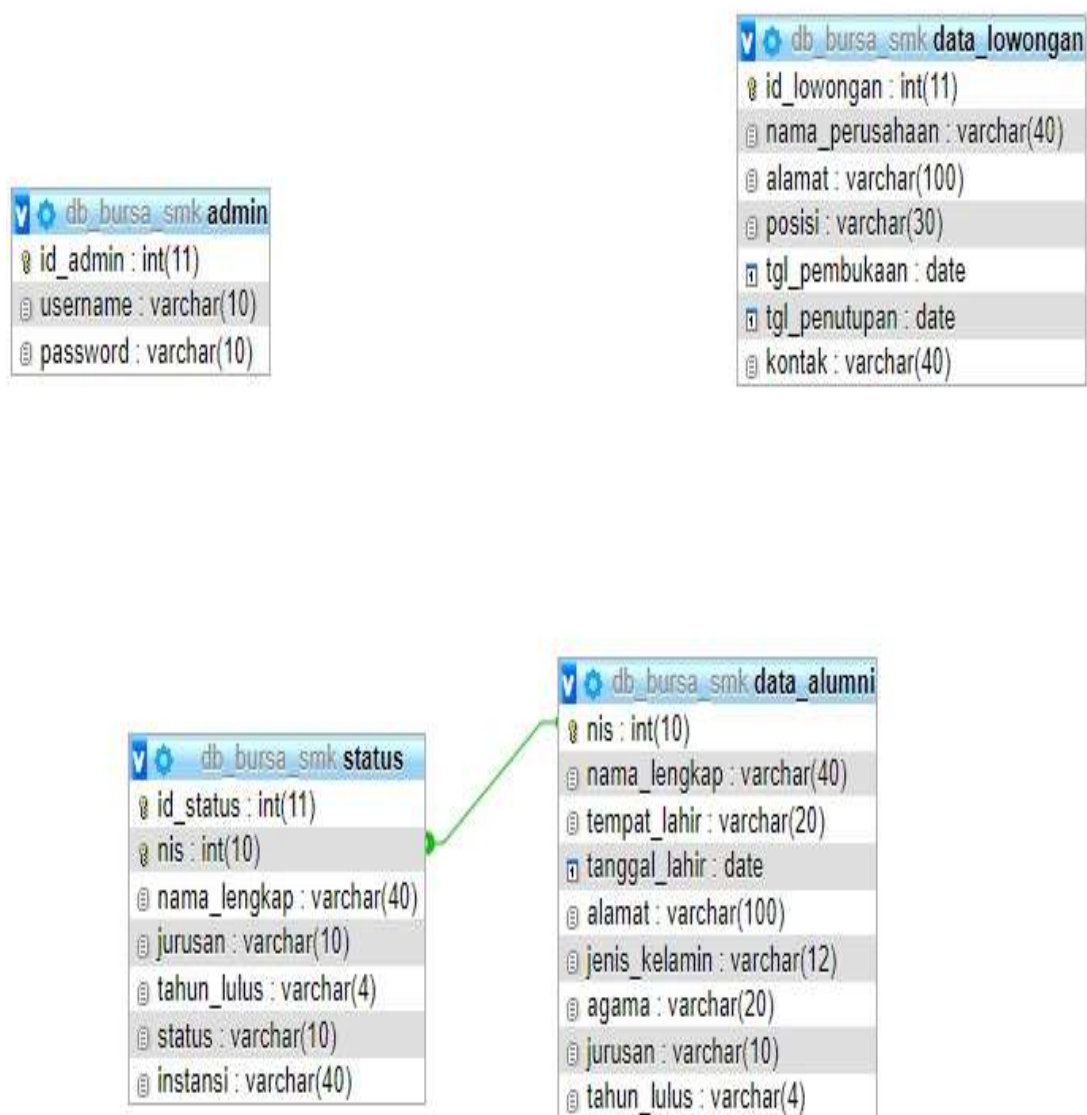 db_bursa_smk data_lowongan
id_lowongan : int(11)
nama_perusahaan : varchar(40)
alamat : varchar(100)
posisi : varchar(30)
tgl_pembukaan : date
tgl_penutupan : date
kontak : varchar(40)
db_bursa_smk admin
id_admin : int(11)
username : varchar(10)
password : varchar(10)
db_bursa_smk status
id_status : int(11)
nis : int(10)
nama_lengkap : varchar(40)
jurusan : varchar(10)
tahun_lulus : varchar(4)
status : varchar(10)
instansi : varchar(40)
db_bursa_smk data_alumni
nis : int(10)
nama_lengkap : varchar(40)
tempat_lahir : varchar(20)
tanggal_lahir : date
alamat : varchar(100)
jenis_kelamin : varchar(12)
agama : varchar(20)
jurusan : varchar(10)
tahun_lulus : varchar(4)